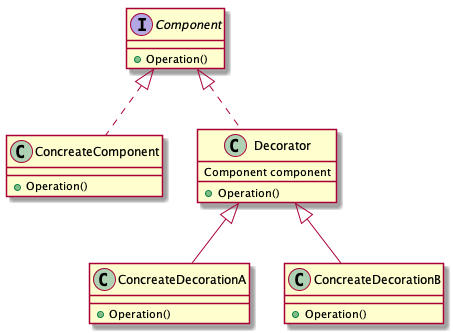 I Component
+ Operation()
C ConcreateComponent
+ Operation()
C Decorator
Component component
+ Operation()
C ConcreateDecorationA
+ Operation()
C ConcreateDecorationB
+ Operation()